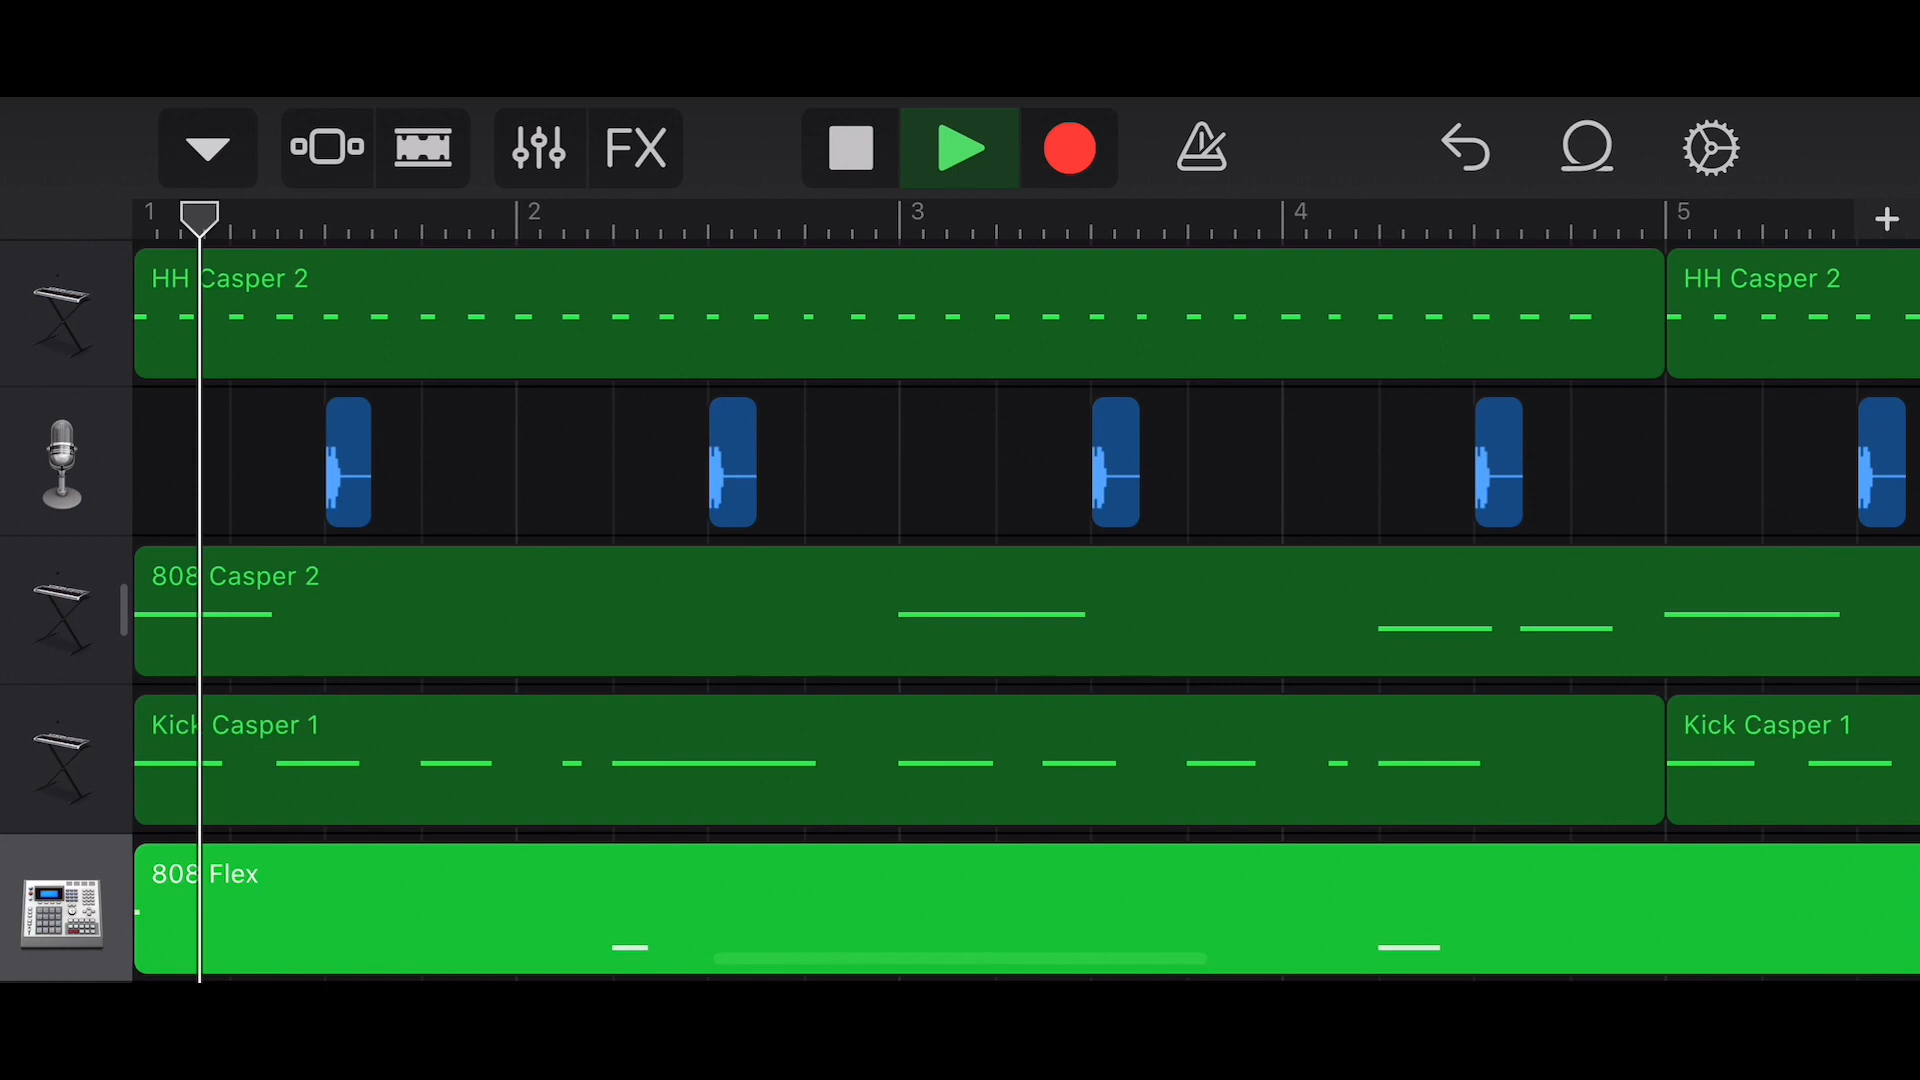 FX
1 2 3 4 5 +
HH Casper 2 HH Casper 2
808 Casper 2
Kick Casper 1 Kick Casper 1
808 Flex